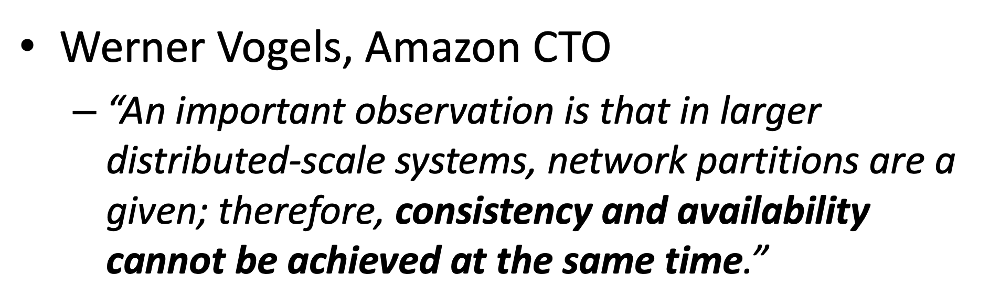 • Werner Vogels, Amazon CTO
– “An important observation is that in larger
distributed-scale systems, network partitions are a
given; therefore, consistency and availability
cannot be achieved at the same time.”